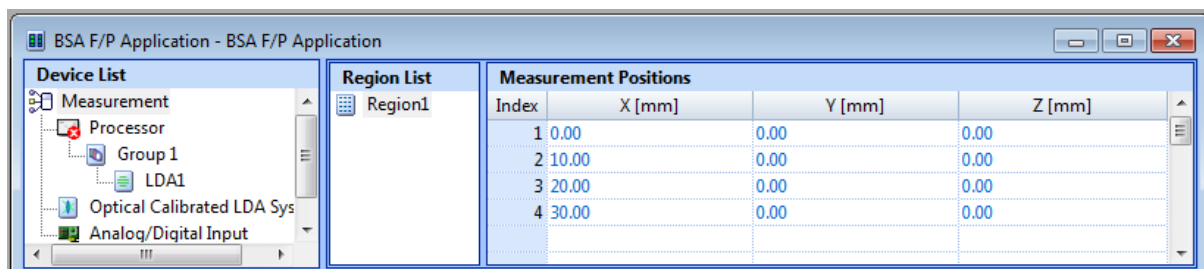 BSA F/P Application - BSA F/P Application
Device List
Measurement
Processor
Group 1
LDA1
Optical Calibrated LDA Sys
Analog/Digital Input
Region List
Region1
Measurement Positions
Index X [mm] Y [mm] Z [mm]
1 0.00 0.00 0.00
2 10.00 0.00 0.00
3 20.00 0.00 0.00
4 30.00 0.00 0.00